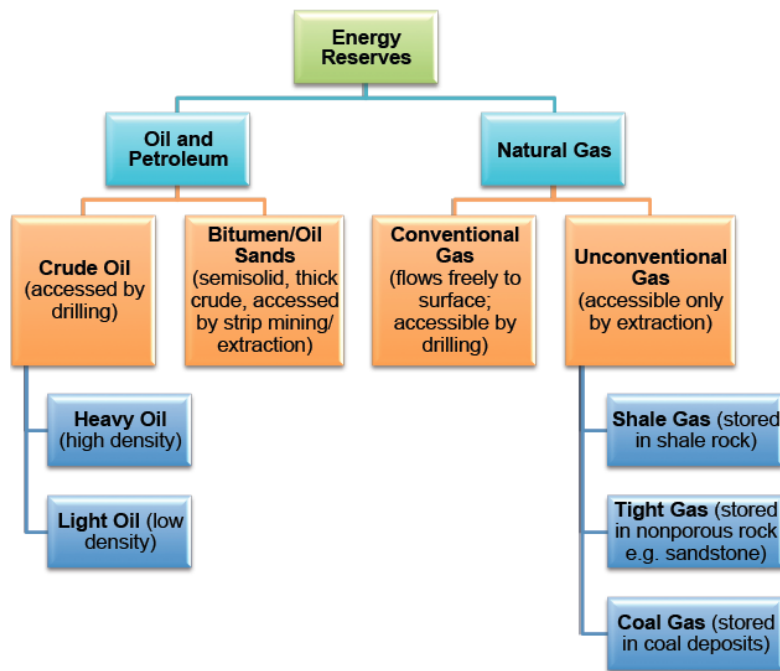 Energy
Reserves
Oil and
Petroleum
Natural Gas
Crude Oil
(accessed by
drilling)
Bitumen/Oil
Sands
(semisolid, thick
crude, accessed
by strip mining/
extraction)
Conventional
Gas
(flows freely to
surface;
accessible by
drilling)
Unconventional
Gas
(accessible only
by extraction)
Heavy Oil
(high density)
Light Oil (low
density)
Shale Gas (stored
in shale rock)
Tight Gas (stored
in nonporous rock
e.g. sandstone)
Coal Gas (stored
in coal deposits)